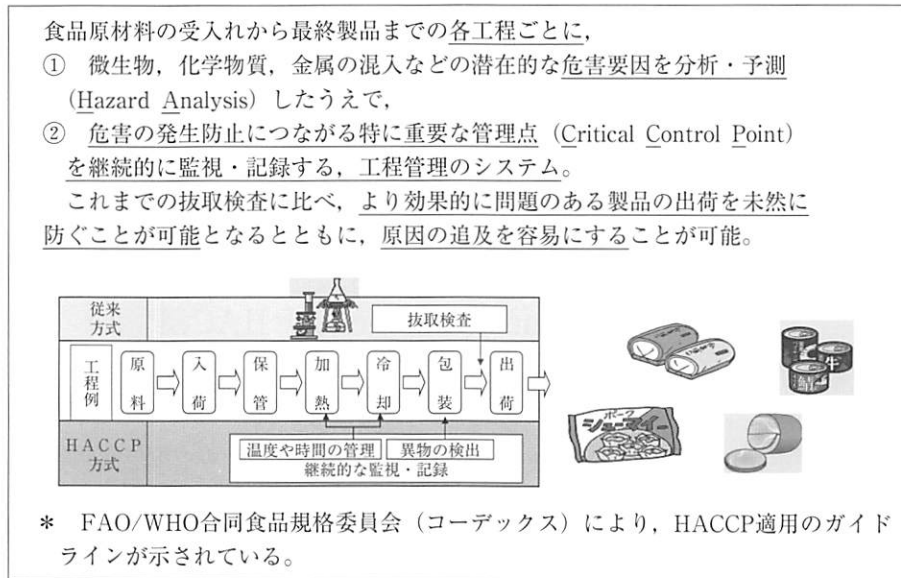 食品原材料の受入れから最終製品までの各工程ごとに，
① 微生物，化学物質，金属の混入などの潜在的な危害要因を分析・予測
(Hazard Analysis) したうえで，
② 危害の発生防止につながる特に重要な管理点 (Critical Control Point)
を継続的に監視・記録する，工程管理のシステム。
これまでの抜取検査に比べ，より効果的に問題のある製品の出荷を未然に
防ぐことが可能となるとともに，原因の追及を容易にすることが可能。
従来
方式
抜取検査
工程例
原料
入荷
保管
加熱
冷却
包装
出荷
HACCP
方式
温度や時間の管理
異物の検出
継続的な監視・記録
牛
鯖
ポーク
シューマイ
＊ FAO/WHO合同食品規格委員会（コーデックス）により，HACCP適用のガイド
ラインが示されている。